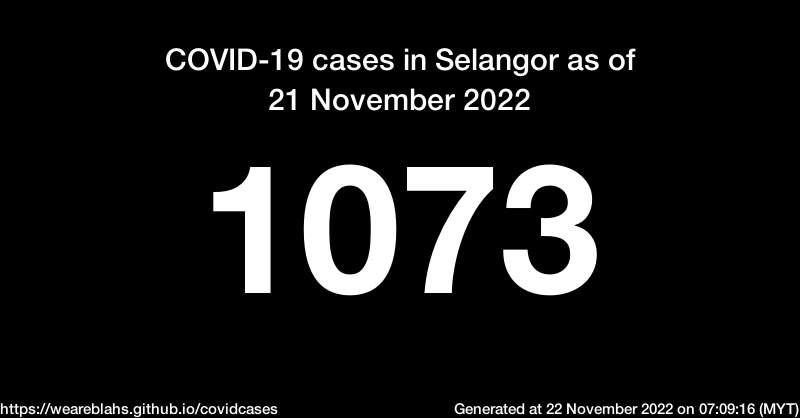 COVID-19 cases in Selangor as of
21 November 2022
1073
https://weareblahs.github.io/covidcases
Generated at 22 November 2022 on 07:09:16 (MYT)